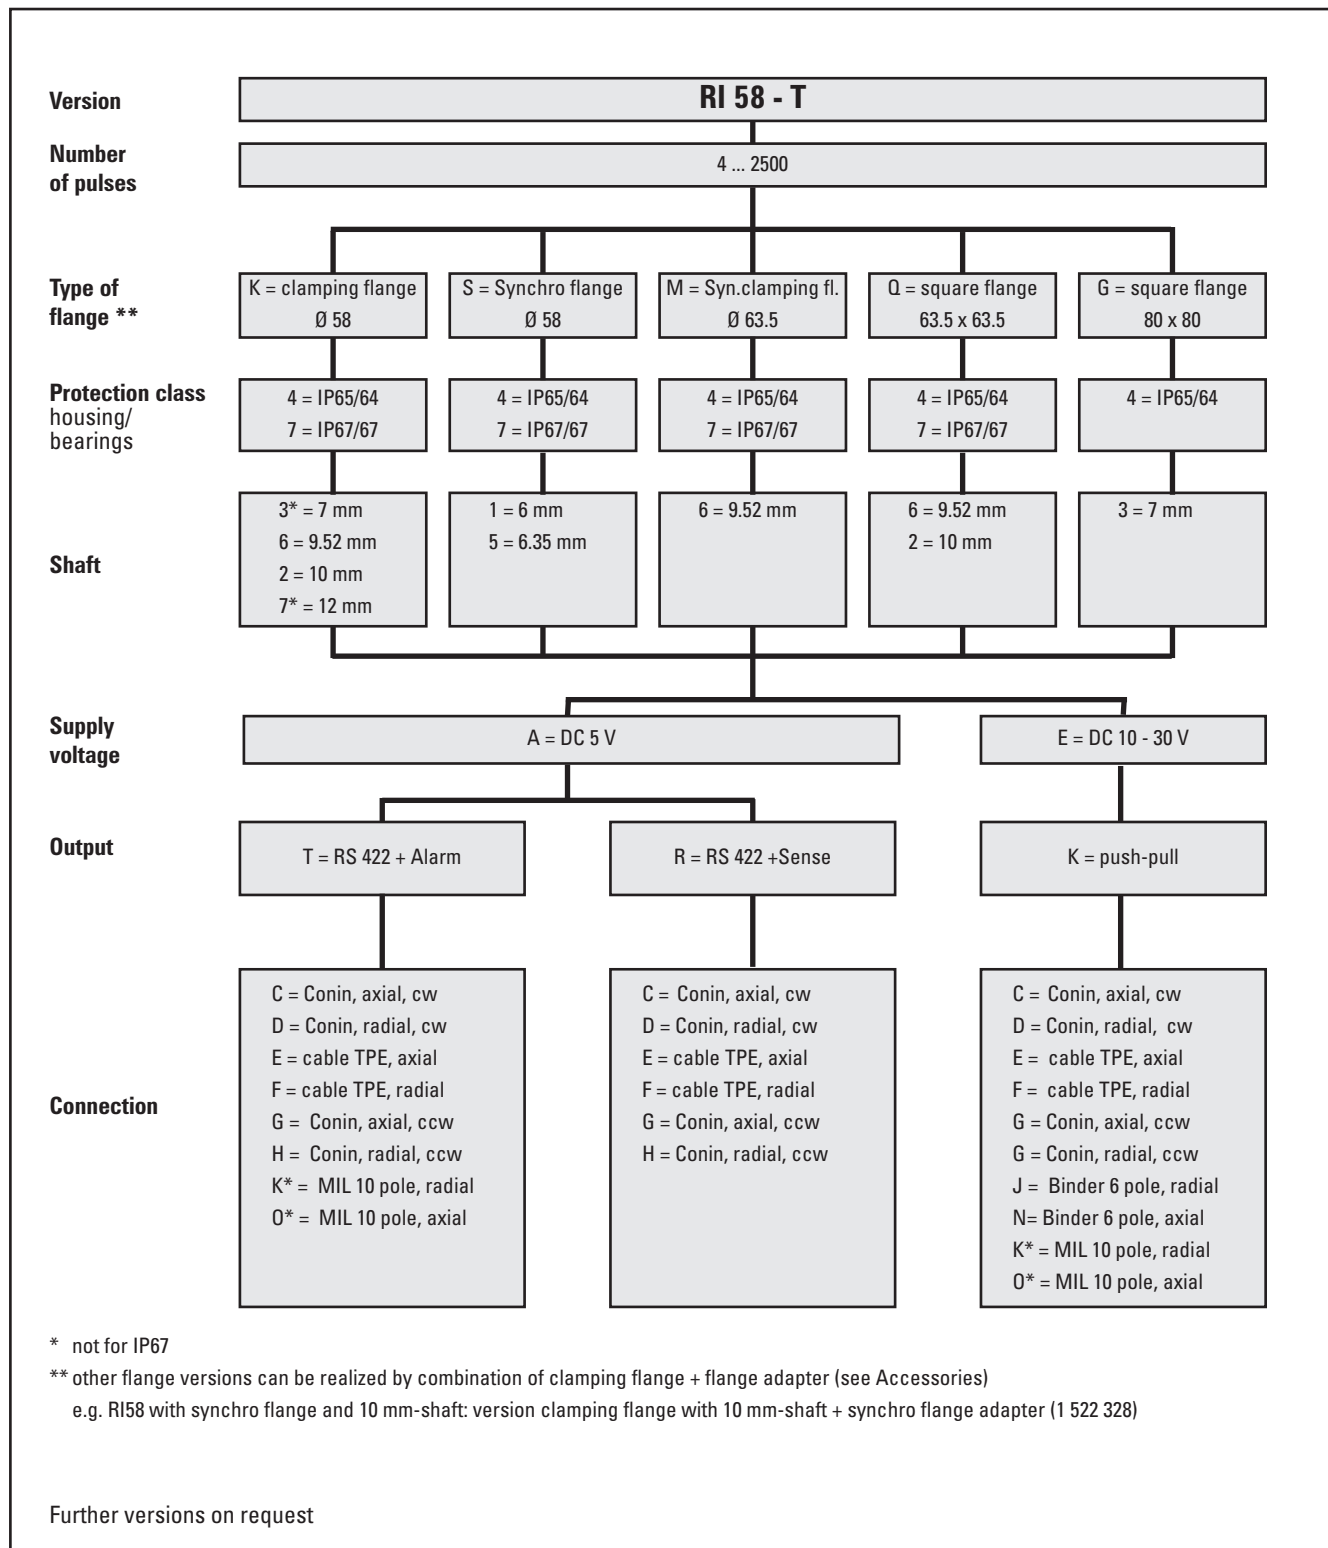 Version
RI 58 - T
Number
of pulses
4 ... 2500
Type of
flange **
K = clamping flange
Ø 58
S = Synchro flange
Ø 58
M = Syn.clamping fl.
Ø 63.5
Q = square flange
63.5 x 63.5
G = square flange
80 x 80
Protection class
housing/
bearings
4 = IP65/64
7 = IP67/67
4 = IP65/64
7 = IP67/67
4 = IP65/64
7 = IP67/67
4 = IP65/64
7 = IP67/67
4 = IP65/64
Shaft
3* = 7 mm
6 = 9.52 mm
2 = 10 mm
7* = 12 mm
1 = 6 mm
5 = 6.35 mm
6 = 9.52 mm
6 = 9.52 mm
2 = 10 mm
3 = 7 mm
Supply
voltage
A = DC 5 V
E = DC 10 - 30 V
Output
T = RS 422 + Alarm
R = RS 422 +Sense
K = push-pull
Connection
C = Conin, axial, cw
D = Conin, radial, cw
E = cable TPE, axial
F = cable TPE, radial
G = Conin, axial, ccw
H = Conin, radial, ccw
K* = MIL 10 pole, radial
O* = MIL 10 pole, axial
C = Conin, axial, cw
D = Conin, radial, cw
E = cable TPE, axial
F = cable TPE, radial
G = Conin, axial, ccw
H = Conin, radial, ccw
C = Conin, axial, cw
D = Conin, radial, cw
E = cable TPE, axial
F = cable TPE, radial
G = Conin, axial, ccw
G = Conin, radial, ccw
J = Binder 6 pole, radial
N= Binder 6 pole, axial
K* = MIL 10 pole, radial
O* = MIL 10 pole, axial
* not for IP67
** other flange versions can be realized by combination of clamping flange + flange adapter (see Accessories)
e.g. RI58 with synchro flange and 10 mm-shaft: version clamping flange with 10 mm-shaft + synchro flange adapter (1 522 328)
Further versions on request